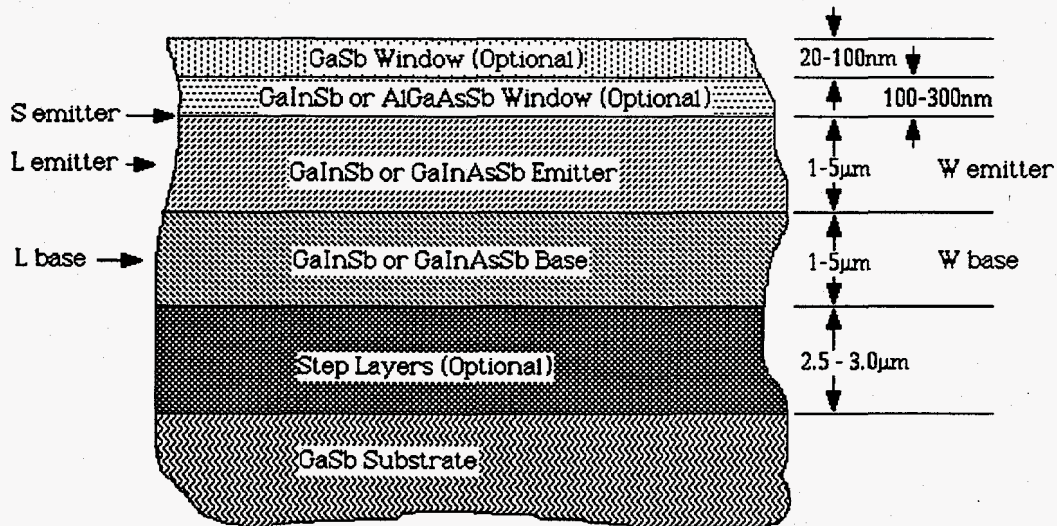 GaSb Window (Optional)
20-100nm
GaInSb or AlGaAsSb Window (Optional)
100-300nm
S emitter
L emitter
GaInSb or GaInAsSb Emitter
1-5µm
W emitter
L base
GaInSb or GaInAsSb Base
1-5µm
W base
Step Layers (Optional)
2.5 - 3.0µm
GaSb Substrate